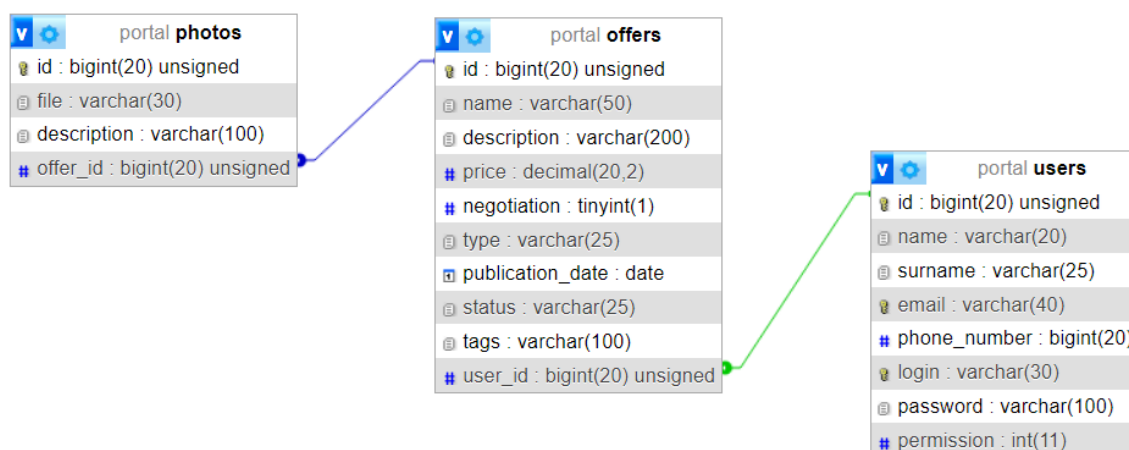 v portal photos
id : bigint(20) unsigned
file : varchar(30)
description : varchar(100)
# offer_id : bigint(20) unsigned
v portal offers
id : bigint(20) unsigned
name : varchar(50)
description : varchar(200)
# price : decimal(20,2)
# negotiation : tinyint(1)
type : varchar(25)
publication_date : date
status : varchar(25)
tags : varchar(100)
# user_id : bigint(20) unsigned
v portal users
id : bigint(20) unsigned
name : varchar(20)
surname : varchar(25)
email : varchar(40)
# phone_number : bigint(20)
login : varchar(30)
password : varchar(100)
# permission : int(11)